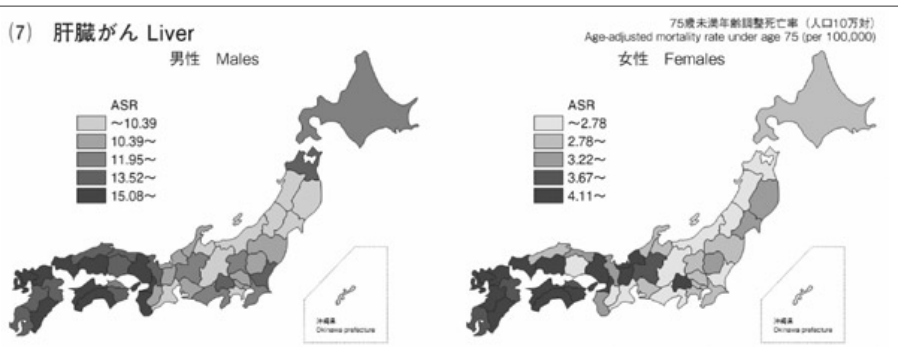 (7) 肝臓がん Liver
75歳未満年齢調整死亡率（人口10万対）
Age-adjusted mortality rate under age 75 (per 100,000)
男性 Males
ASR
～10.39
10.39～
11.95～
13.52～
15.08～
沖縄県
Okinawa prefecture
女性 Females
ASR
～2.78
2.78～
3.22～
3.67～
4.11～
沖縄県
Okinawa prefecture